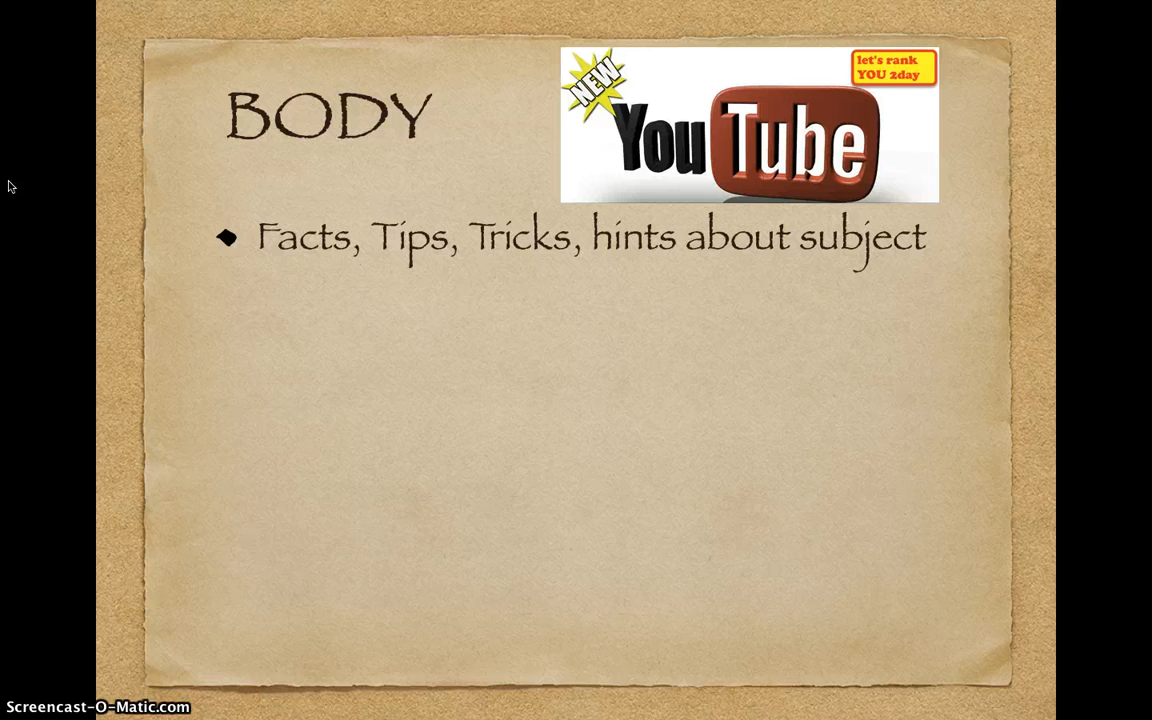 let's rank
YOU 2day
NEW
YouTube
BODY
Facts, Tips, Tricks, hints about subject
Screencast-O-Matic.com